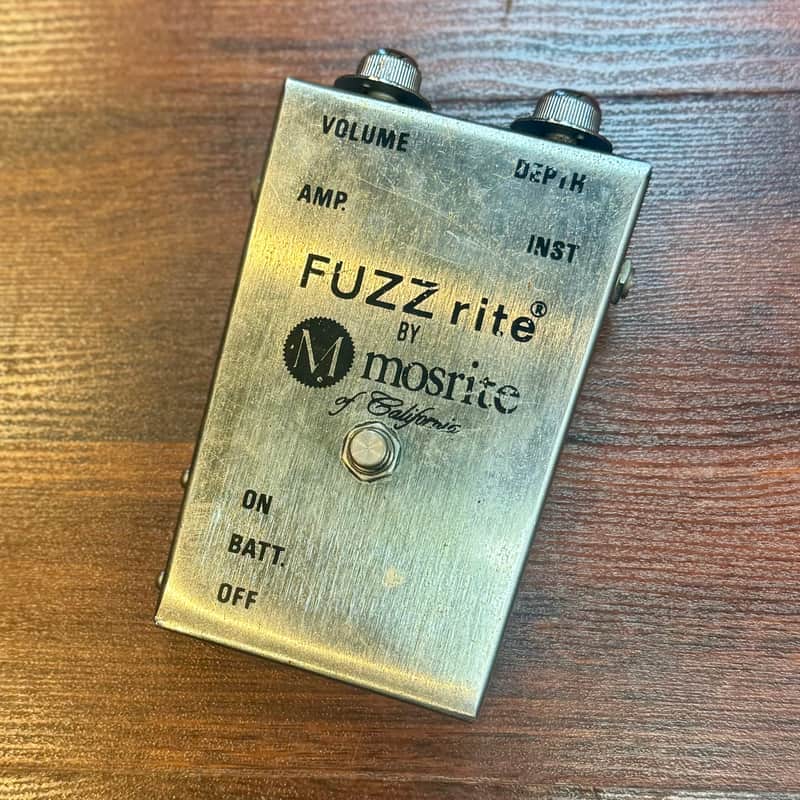 VOLUME
DEPTH
AMP.
INST
FUZZ rite®
BY
M mosrite
of California
ON
BATT.
OFF